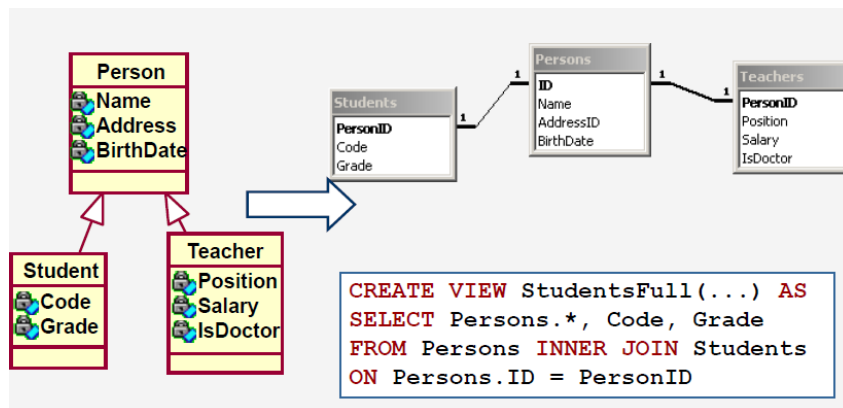 Person
Name
Address
BirthDate
Student
Code
Grade
Teacher
Position
Salary
IsDoctor
Students
PersonID
Code
Grade
1
1
Persons
ID
Name
AddressID
BirthDate
1
1
Teachers
PersonID
Position
Salary
IsDoctor
CREATE VIEW StudentsFull(...) AS
SELECT Persons.*, Code, Grade
FROM Persons INNER JOIN Students
ON Persons.ID = PersonID